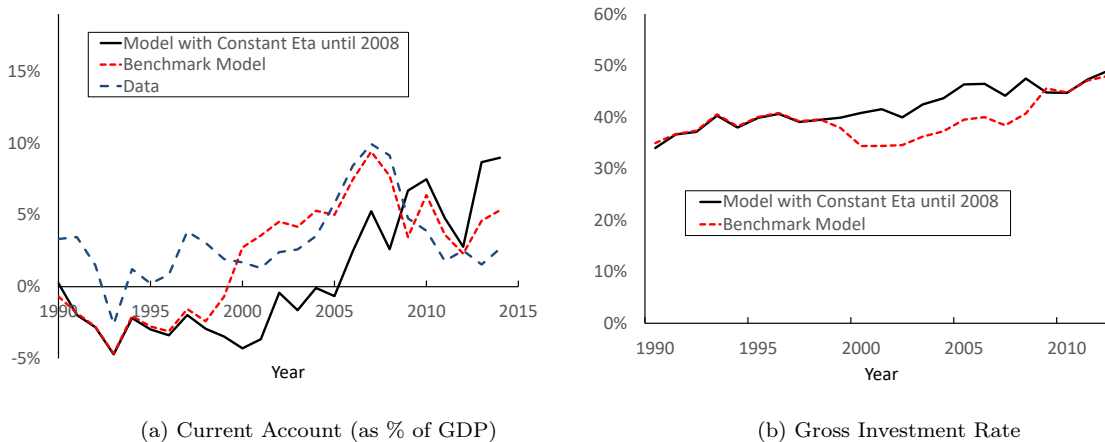 Model with Constant Eta until 2008
Benchmark Model
Data
15%
10%
5%
0%
-5%
1990
1995
2000
2005
2010
2015
Year
(a) Current Account (as % of GDP)
60%
50%
40%
30%
20%
10%
0%
Model with Constant Eta until 2008
Benchmark Model
1990
1995
2000
2005
2010
Year
(b) Gross Investment Rate